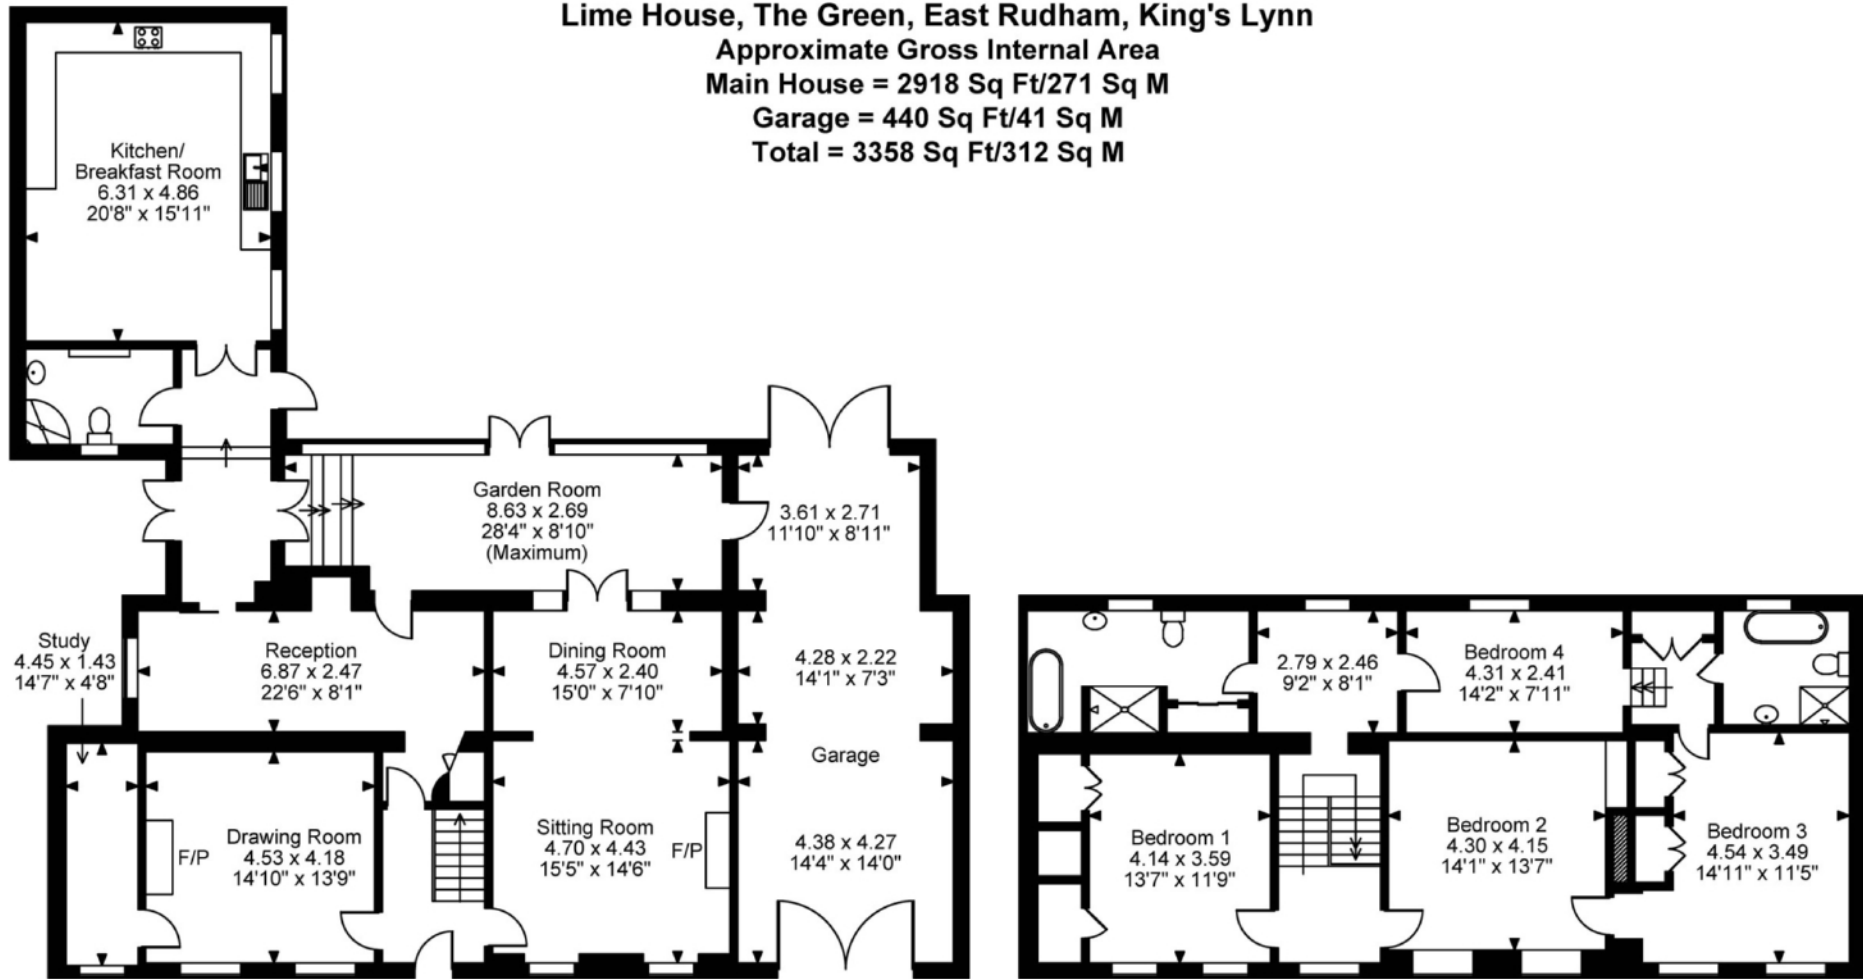 Lime House, The Green, East Rudham, King's Lynn
Approximate Gross Internal Area
Main House = 2918 Sq Ft/271 Sq M
Garage = 440 Sq Ft/41 Sq M
Total = 3358 Sq Ft/312 Sq M
Kitchen/
Breakfast Room
6.31 x 4.86
20'8" x 15'11"
Garden Room
8.63 x 2.69
28'4" x 8'10"
(Maximum)
3.61 x 2.71
11'10" x 8'11"
Study
4.45 x 1.43
14'7" x 4'8"
Reception
6.87 x 2.47
22'6" x 8'1"
Dining Room
4.57 x 2.40
15'0" x 7'10"
4.28 x 2.22
14'1" x 7'3"
Garage
Drawing Room
4.53 x 4.18
14'10" x 13'9"
F/P
Sitting Room
4.70 x 4.43
15'5" x 14'6"
F/P
4.38 x 4.27
14'4" x 14'0"
2.79 x 2.46
9'2" x 8'1"
Bedroom 4
4.31 x 2.41
14'2" x 7'11"
Bedroom 1
4.14 x 3.59
13'7" x 11'9"
Bedroom 2
4.30 x 4.15
14'1" x 13'7"
Bedroom 3
4.54 x 3.49
14'11" x 11'5"